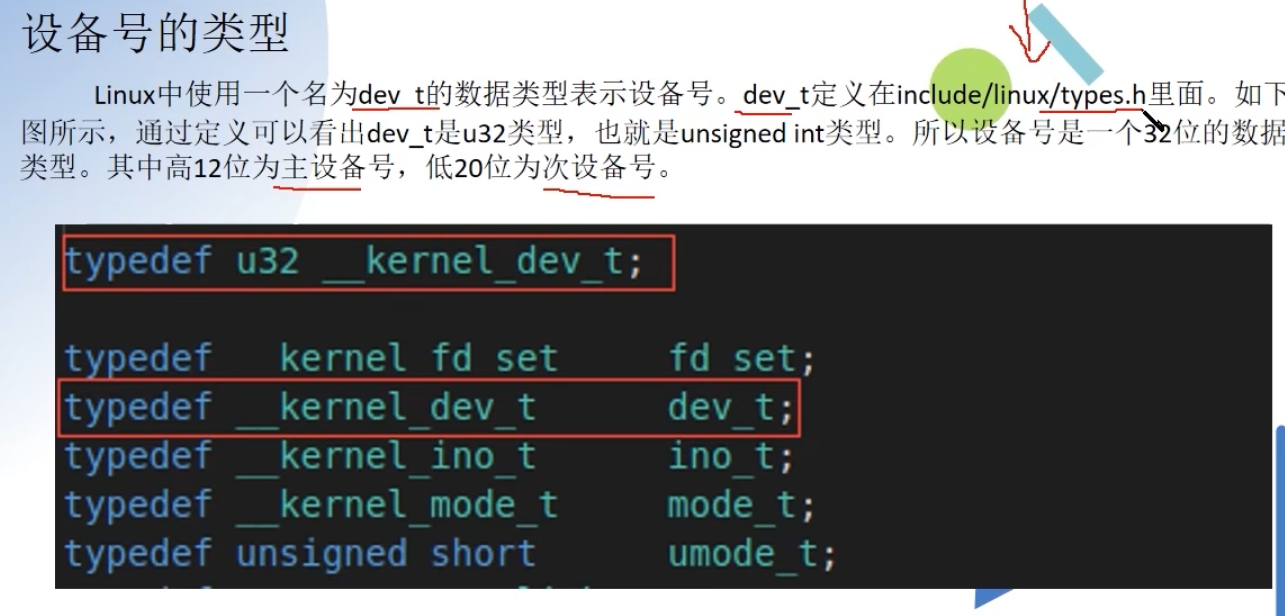 设备号的类型
Linux中使用一个名为dev_t的数据类型表示设备号。dev_t定义在include/linux/types.h里面。如下
图所示，通过定义可以看出dev_t是u32类型，也就是unsigned int类型。所以设备号是一个32位的数据
类型。其中高12位为主设备号，低20位为次设备号。
typedef u32 __kernel_dev_t;
typedef __kernel_fd_set fd_set;
typedef __kernel_dev_t dev_t;
typedef __kernel_ino_t ino_t;
typedef __kernel_mode_t mode_t;
typedef unsigned short umode_t;